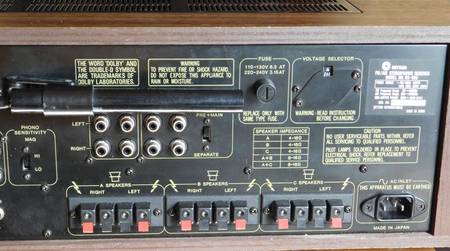 THE WORD 'DOLBY' AND
THE DOUBLE-D SYMBOL
ARE TRADEMARKS OF
DOLBY LABORATORIES.
WARNING
TO PREVENT FIRE OR SHOCK HAZARD,
DO NOT EXPOSE THIS APPLIANCE TO
RAIN OR MOISTURE.
FUSE
110-130V 6.3 AT
220-240V 3.15AT
REPLACE ONLY WITH
SAME TYPE FUSE.
VOLTAGE SELECTOR
WARNING-READ INSTRUCTION
BEFORE CHANGING.
PHONO
SENSITIVITY
MAG
HI
LO
LEFT
RIGHT
PRE MAIN
SEPARATE
SPEAKER IMPEDANCE
A 4-16Ω
B 4-16Ω
C 4-16Ω
A+B 8-16Ω
A+C 8-16Ω
CAUTION
NO USER SERVICEABLE PARTS WITHIN, REFER
ALL SERVICING TO QUALIFIED PERSONNEL.
PILOT LAMPS SOLDERED IN PLACE TO PREVENT
ELECTRICAL SHOCK, REFER REPLACEMENT TO
QUALIFIED SERVICE PERSONNEL.
A SPEAKERS
RIGHT LEFT
B SPEAKERS
RIGHT LEFT
C SPEAKERS
RIGHT LEFT
AC INLET
THIS APPARATUS MUST BE EARTHED
MADE IN JAPAN